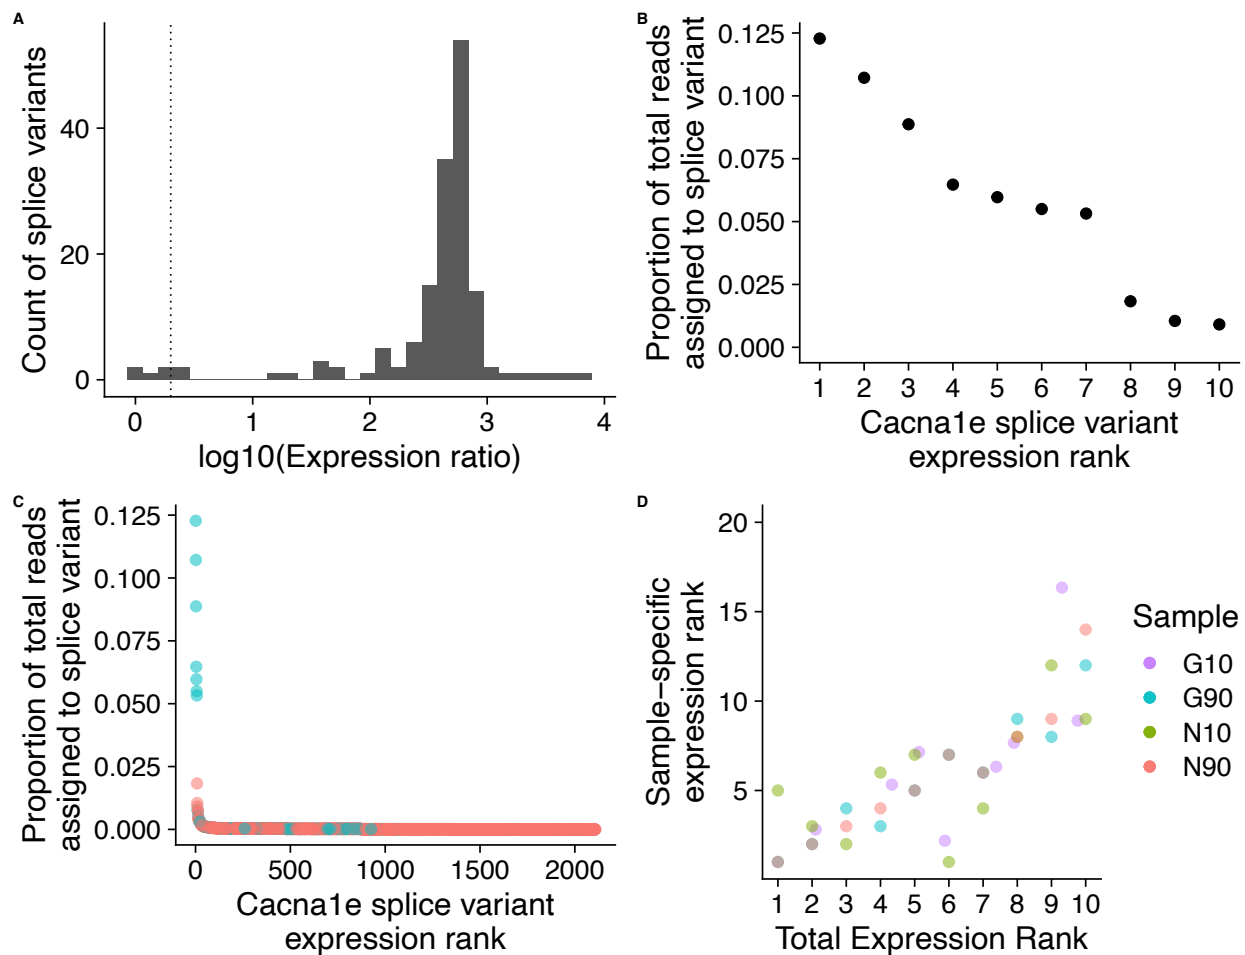 A
Count of splice variants
40
20
0
0 1 2 3 4
log10(Expression ratio)
B
Proportion of total reads
assigned to splice variant
0.125
0.100
0.075
0.050
0.025
0.000
1 2 3 4 5 6 7 8 9 10
Cacna1e splice variant
expression rank
C
Proportion of total reads
assigned to splice variant
0.125
0.100
0.075
0.050
0.025
0.000
0 500 1000 1500 2000
Cacna1e splice variant
expression rank
D
Sample−specific
expression rank
20
15
10
5
1 2 3 4 5 6 7 8 9 10
Total Expression Rank
Sample
G10
G90
N10
N90